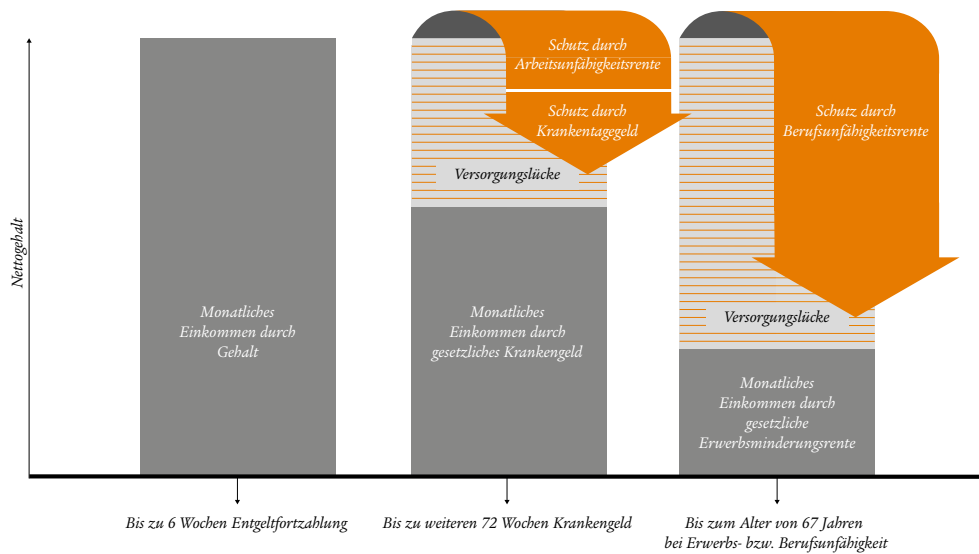 Nettogehalt
Monatliches
Einkommen durch
Gehalt
Bis zu 6 Wochen Entgeltfortzahlung
Schutz durch
Arbeitsunfähigkeitsrente
Schutz durch
Krankentagegeld
Versorgungslücke
Monatliches
Einkommen durch
gesetzliches Krankengeld
Bis zu weiteren 72 Wochen Krankengeld
Schutz durch
Berufsunfähigkeitsrente
Versorgungslücke
Monatliches
Einkommen durch
gesetzliche
Erwerbsminderungsrente
Bis zum Alter von 67 Jahren
bei Erwerbs- bzw. Berufsunfähigkeit